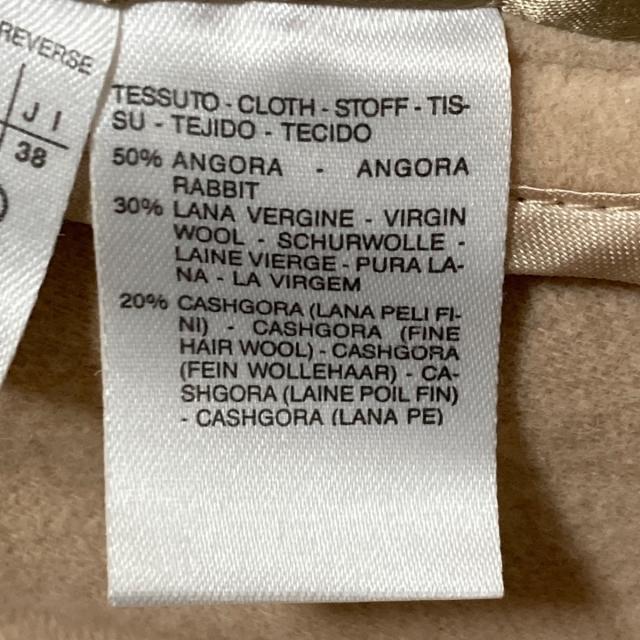 REVERSE
J I
38
TESSUTO - CLOTH - STOFF - TIS-
SU - TEJIDO - TECIDO
50% ANGORA - ANGORA
RABBIT
30% LANA VERGINE - VIRGIN
WOOL - SCHURWOLLE -
LAINE VIERGE - PURA LA-
NA - LA VIRGEM
20% CASHGORA (LANA PELI FI-
NI) - CASHGORA (FINE
HAIR WOOL) - CASHGORA
(FEIN WOLLEHAAR) - CA-
SHGORA (LAINE POIL FIN)
- CASHGORA (LANA PE)